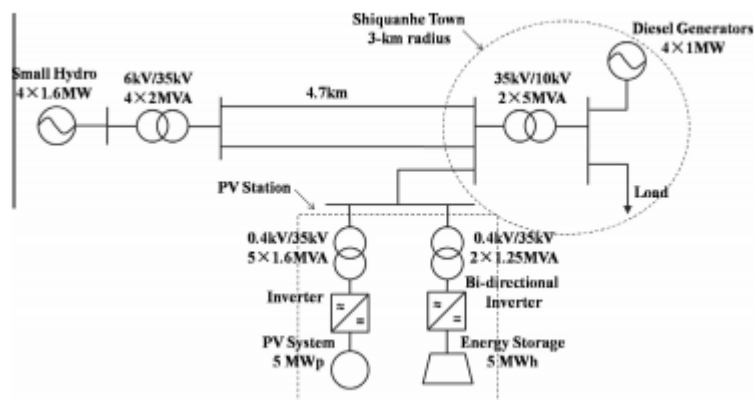 Shiquanhe Town
3-km radius
Diesel Generators
4×1MW
Small Hydro
4×1.6MW
6kV/35kV
4×2MVA
4.7km
35kV/10kV
2×5MVA
PV Station
Load
0.4kV/35kV
5×1.6MVA
0.4kV/35kV
2×1.25MVA
Inverter
Bi-directional
Inverter
PV System
5 MWp
Energy Storage
5 MWh